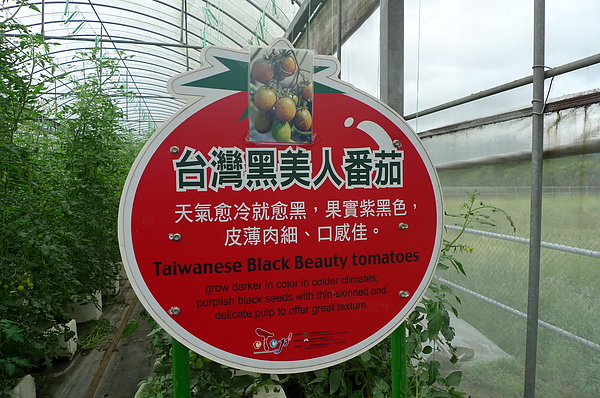 台灣黑美人番茄
天氣愈冷就愈黑，果實紫黑色，
皮薄肉細、口感佳。
Taiwanese Black Beauty tomatoes
grow darker in color in colder climates;
purplish black seeds with thin-skinned and
delicate pulp to offer great texture.